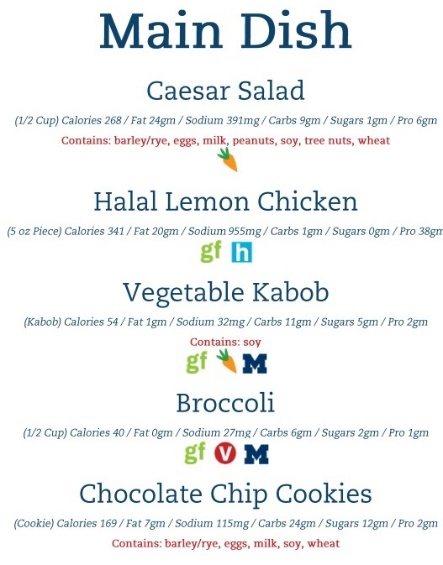 Main Dish
Caesar Salad
(1/2 Cup) Calories 268 / Fat 24gm / Sodium 391mg / Carbs 9gm / Sugars 1gm / Pro 6gm
Contains: barley/rye, eggs, milk, peanuts, soy, tree nuts, wheat
Halal Lemon Chicken
(5 oz Piece) Calories 341 / Fat 20gm / Sodium 955mg / Carbs 1gm / Sugars 0gm / Pro 38gm
gf h
Vegetable Kabob
(Kabob) Calories 54 / Fat 1gm / Sodium 32mg / Carbs 11gm / Sugars 5gm / Pro 2gm
Contains: soy
gf M
Broccoli
(1/2 Cup) Calories 40 / Fat 0gm / Sodium 27mg / Carbs 6gm / Sugars 2gm / Pro 1gm
gf V M
Chocolate Chip Cookies
(Cookie) Calories 169 / Fat 7gm / Sodium 115mg / Carbs 24gm / Sugars 12gm / Pro 2gm
Contains: barley/rye, eggs, milk, soy, wheat